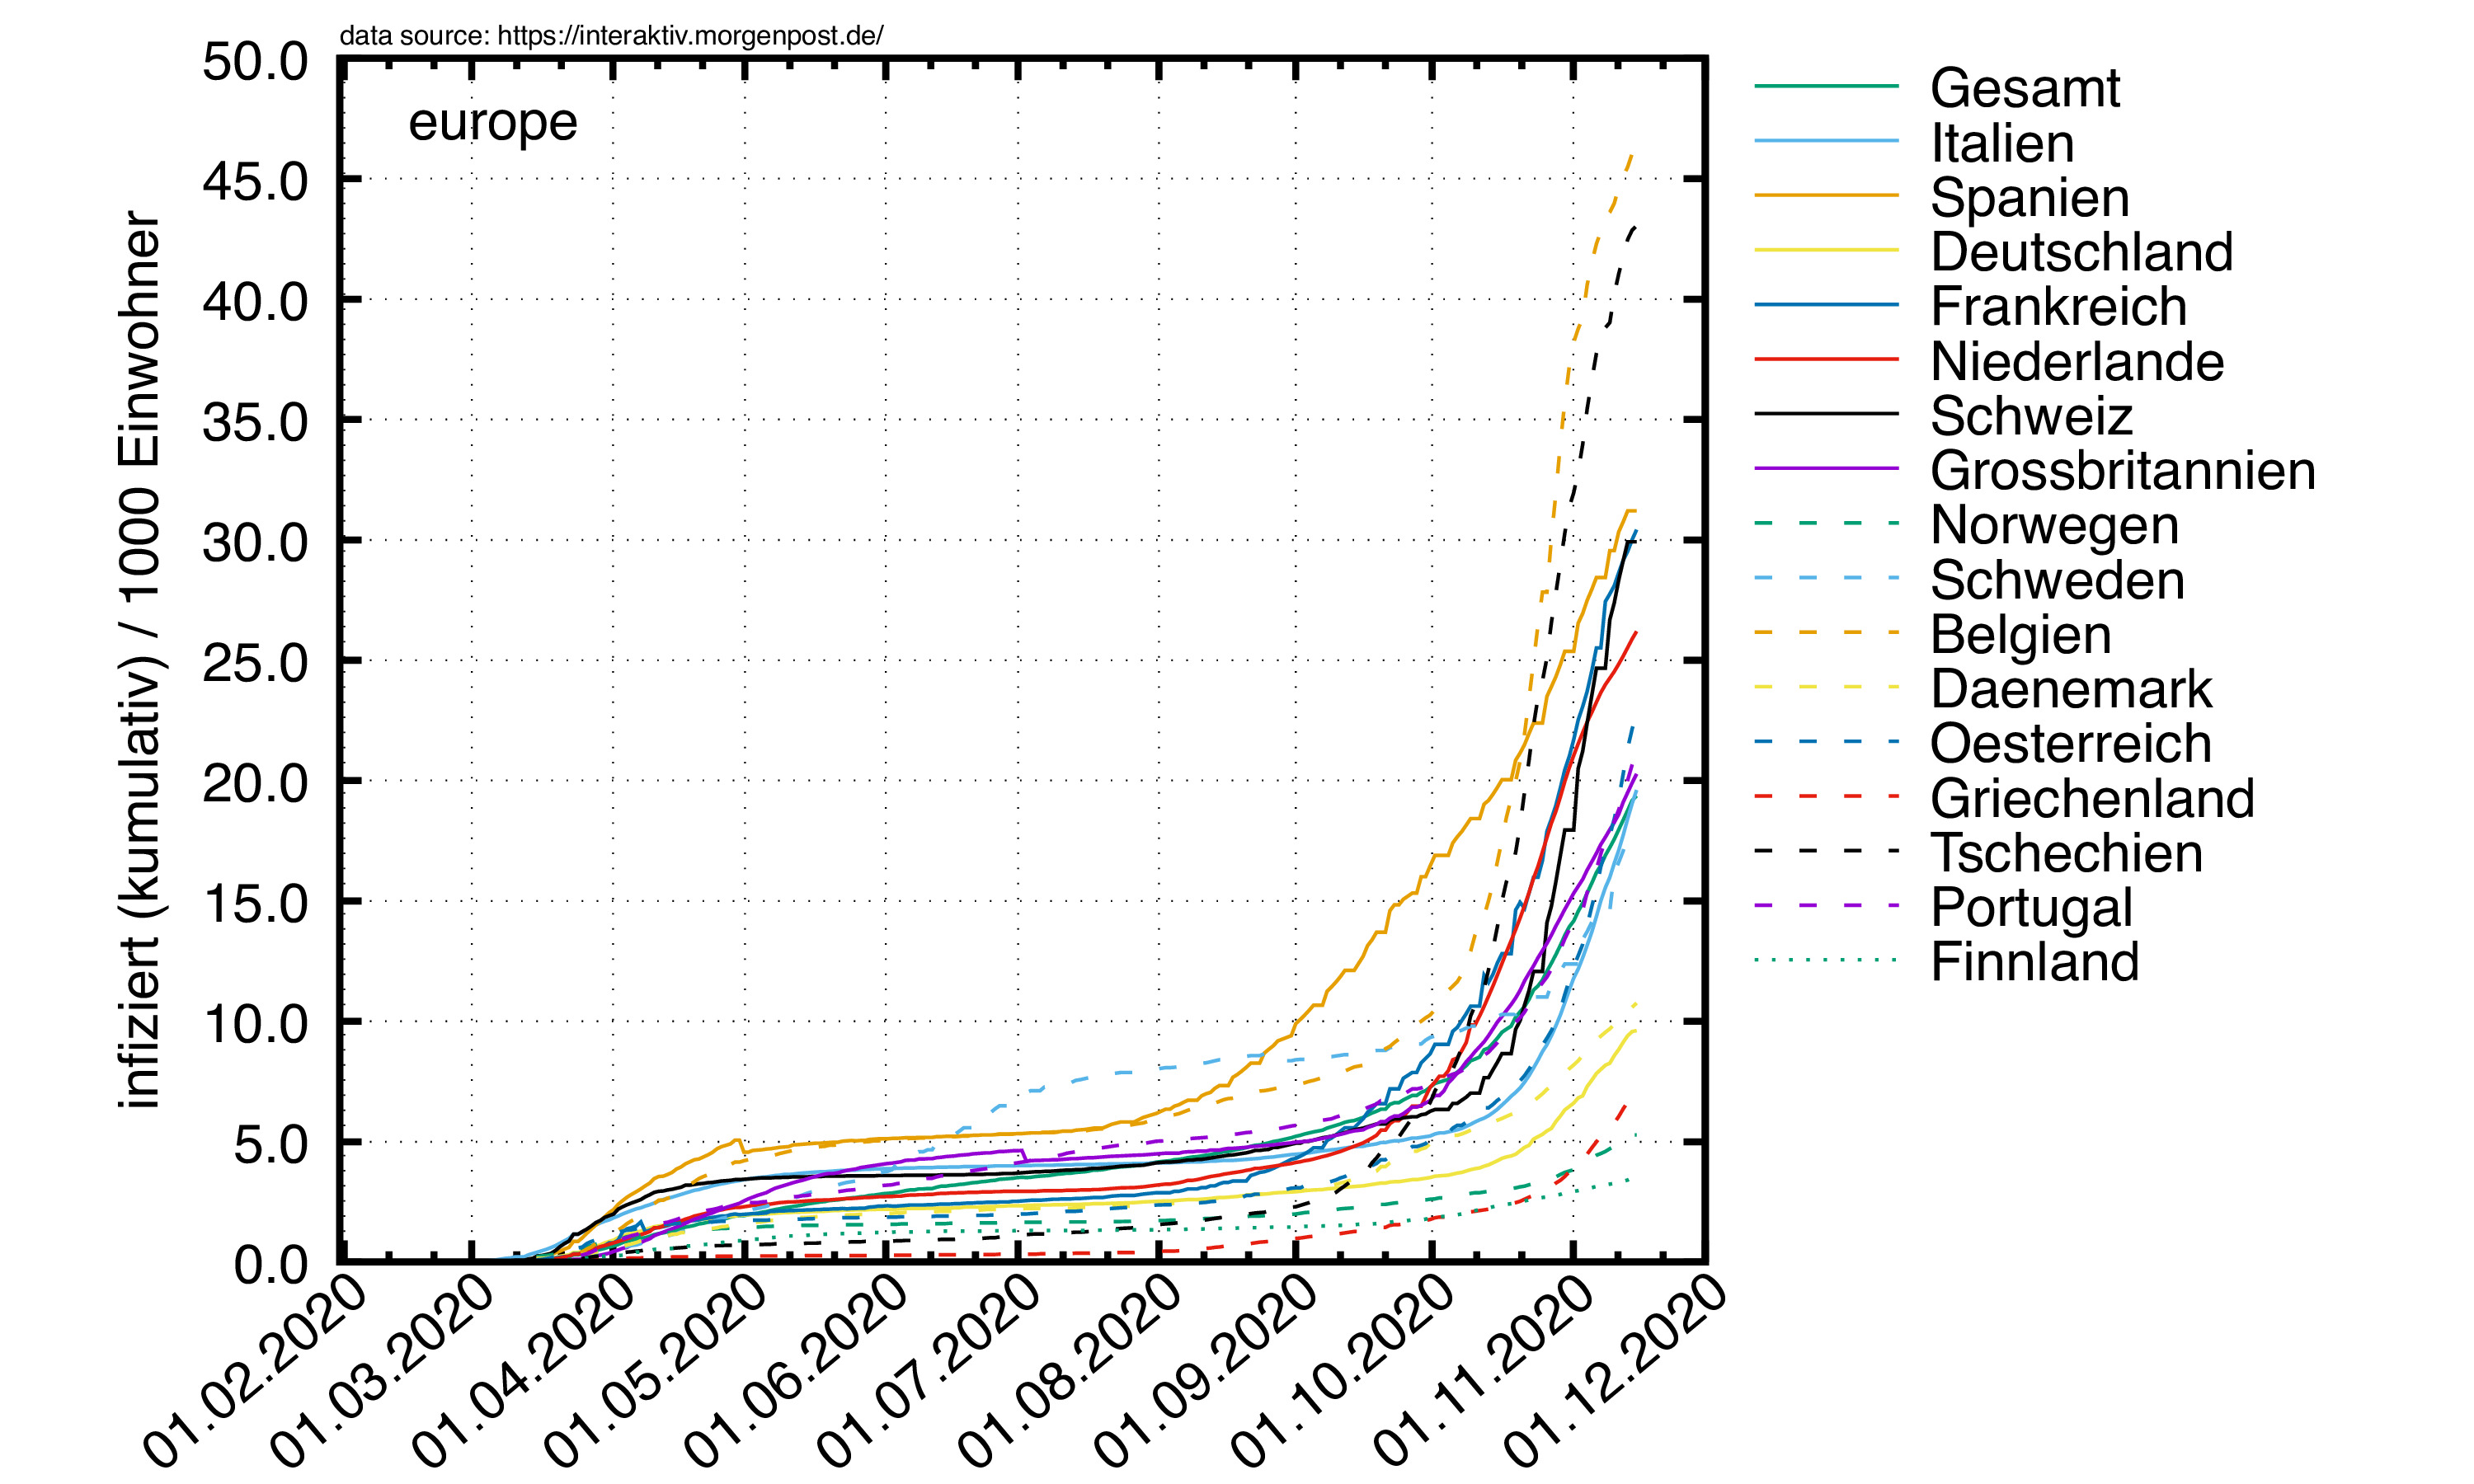 data source: https://interaktiv.morgenpost.de/
europe
infiziert (kumulativ) / 1000 Einwohner
50.0
45.0
40.0
35.0
30.0
25.0
20.0
15.0
10.0
5.0
0.0
01.02.2020
01.03.2020
01.04.2020
01.05.2020
01.06.2020
01.07.2020
01.08.2020
01.09.2020
01.10.2020
01.11.2020
01.12.2020
Gesamt
Italien
Spanien
Deutschland
Frankreich
Niederlande
Schweiz
Grossbritannien
Norwegen
Schweden
Belgien
Daenemark
Oesterreich
Griechenland
Tschechien
Portugal
Finnland